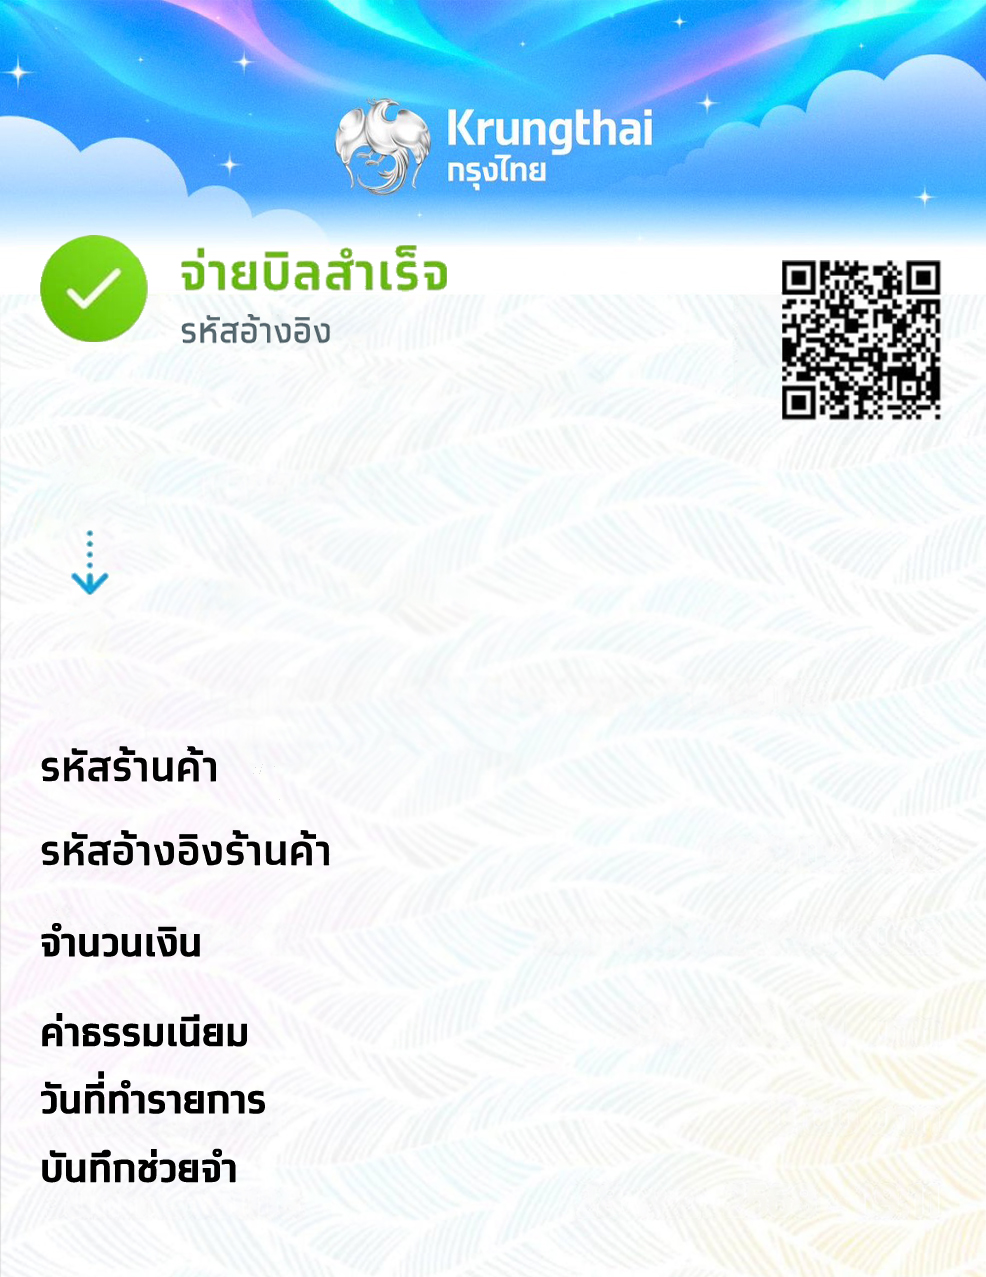 Krungthai
กรุงไทย
จ่ายบิลสำเร็จ
รหัสอ้างอิง
รหัสร้านค้า
รหัสอ้างอิงร้านค้า
จำนวนเงิน
ค่าธรรมเนียม
วันที่ทำรายการ
บันทึกช่วยจำ